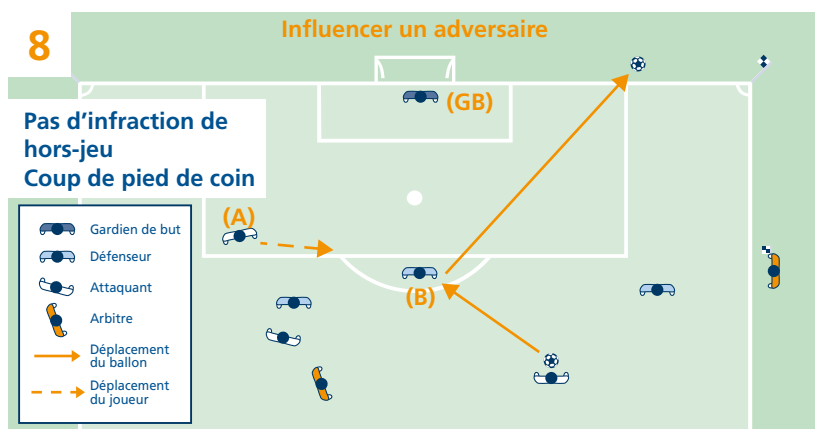 8
Influencer un adversaire
(GB)
Pas d'infraction de
hors-jeu
Coup de pied de coin
(A)
(B)
Gardien de but
Défenseur
Attaquant
Arbitre
Déplacement
du ballon
Déplacement
du joueur